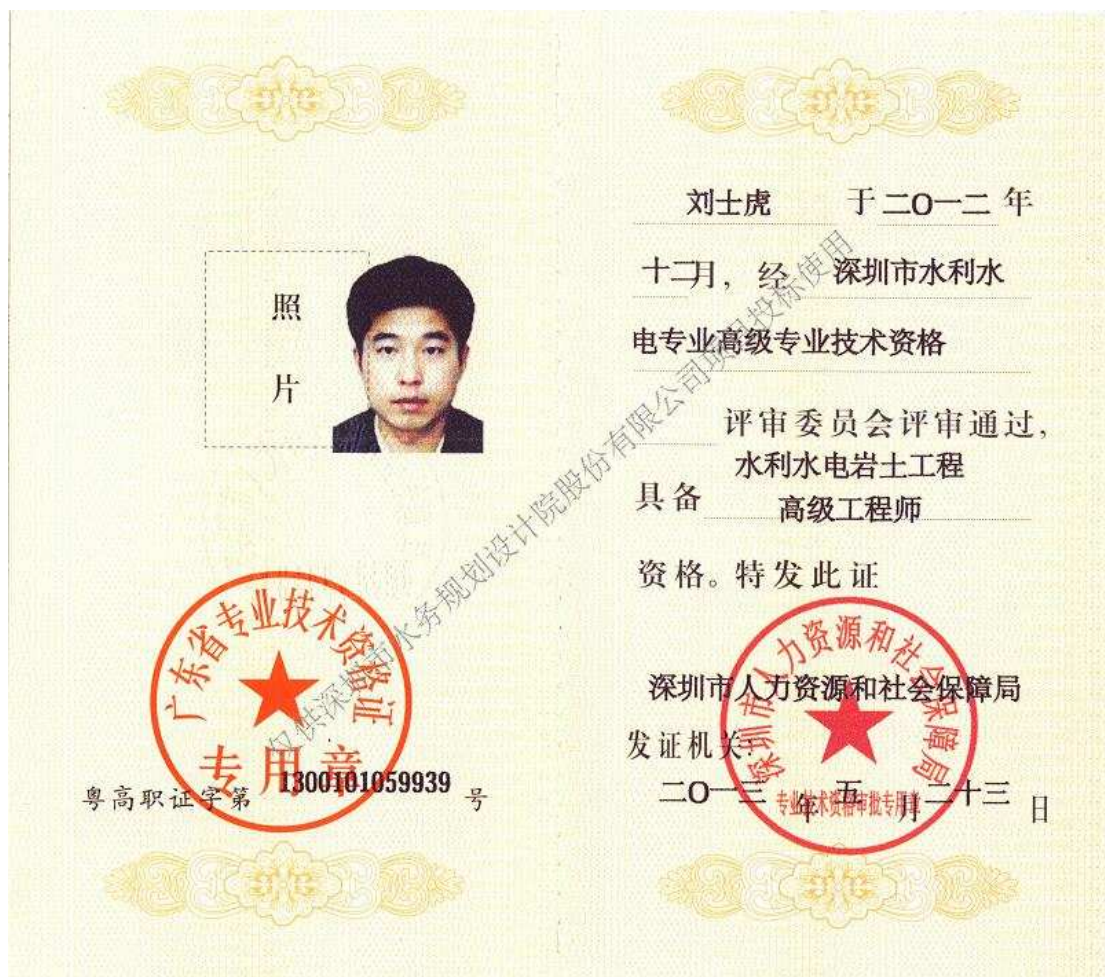 照
片
广东省专业技术资格证
专用章
粤高职证字第 1300101059939 号
刘士虎 于二〇一二年
十二月，经 深圳市水利水
电专业高级专业技术资格
评审委员会评审通过，
水利水电岩土工程
具备 高级工程师
资格。特发此证
深圳市人力资源和社会保障局
发证机关：
二〇一三年五月二十三日
深圳市人力资源和社会保障局
专业技术资格审批专用章
仅供深圳市水务规划设计院股份有限公司项目投标使用